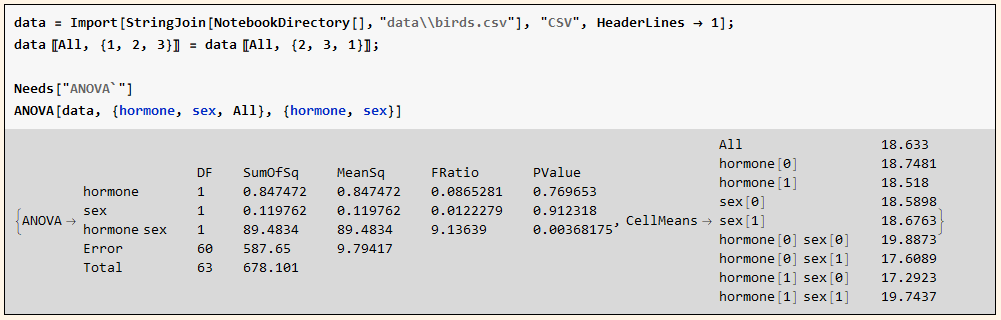 data = Import[StringJoin[NotebookDirectory[], "data\\birds.csv"], "CSV", HeaderLines → 1];
data〚All, {1, 2, 3}〛 = data〚All, {2, 3, 1}〛;
Needs["ANOVA`"]
ANOVA[data, {hormone, sex, All}, {hormone, sex}]
{ANOVA →
DF SumOfSq MeanSq FRatio PValue
hormone 1 0.847472 0.847472 0.0865281 0.769653
sex 1 0.119762 0.119762 0.0122279 0.912318
hormone sex 1 89.4834 89.4834 9.13639 0.00368175
Error 60 587.65 9.79417
Total 63 678.101
, CellMeans →
All 18.633
hormone[0] 18.7481
hormone[1] 18.518
sex[0] 18.5898
sex[1] 18.6763
hormone[0] sex[0] 19.8873
hormone[0] sex[1] 17.6089
hormone[1] sex[0] 17.2923
hormone[1] sex[1] 19.7437
}